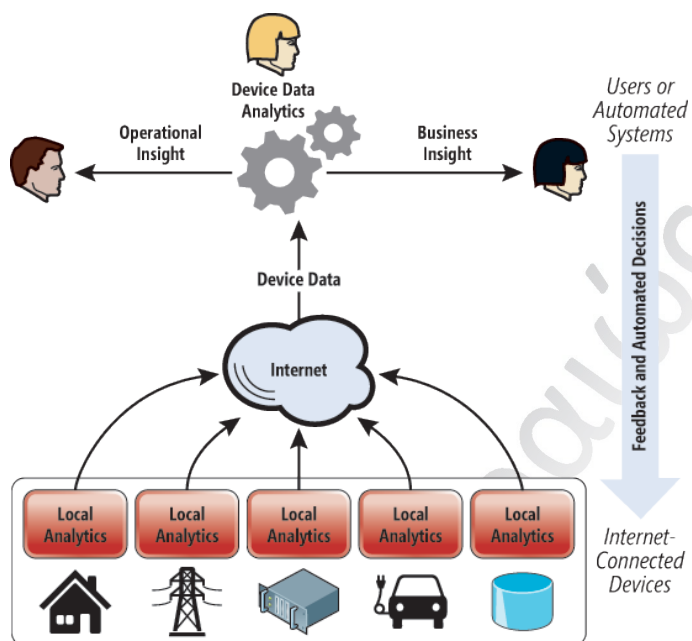 Device Data
Analytics
Users or
Automated
Systems
Operational
Insight
Business
Insight
Device Data
Internet
Feedback and Automated Decisions
Local
Analytics
Local
Analytics
Local
Analytics
Local
Analytics
Local
Analytics
Internet-
Connected
Devices